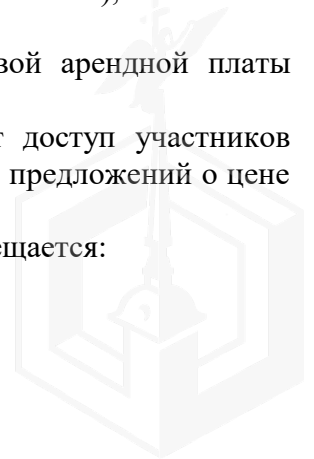 вой арендной платы
доступ участников
предложений о цене
ещается: